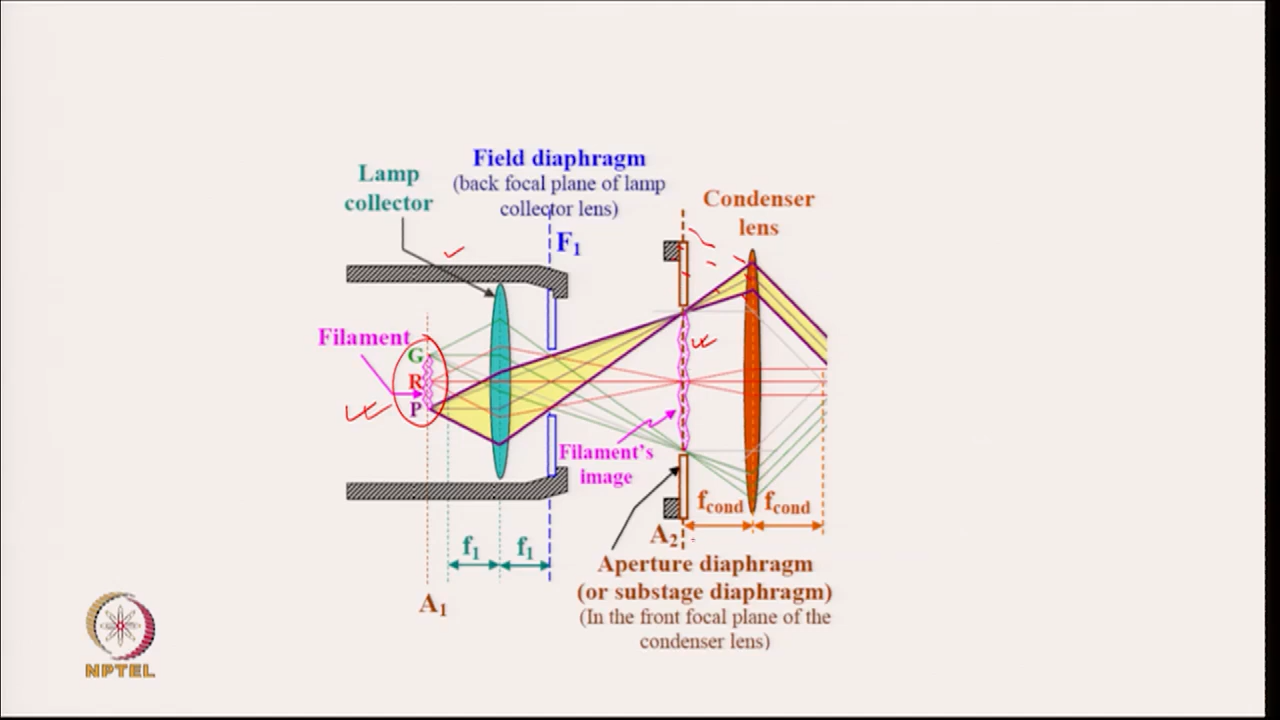 Lamp
collector
Field diaphragm
(back focal plane of lamp
collector lens)
F1
Condenser
lens
Filament
G
R
P
Filament's
image
f1
f1
fcond
fcond
A2
A1
Aperture diaphragm
(or substage diaphragm)
(In the front focal plane of the
condenser lens)
NPTEL